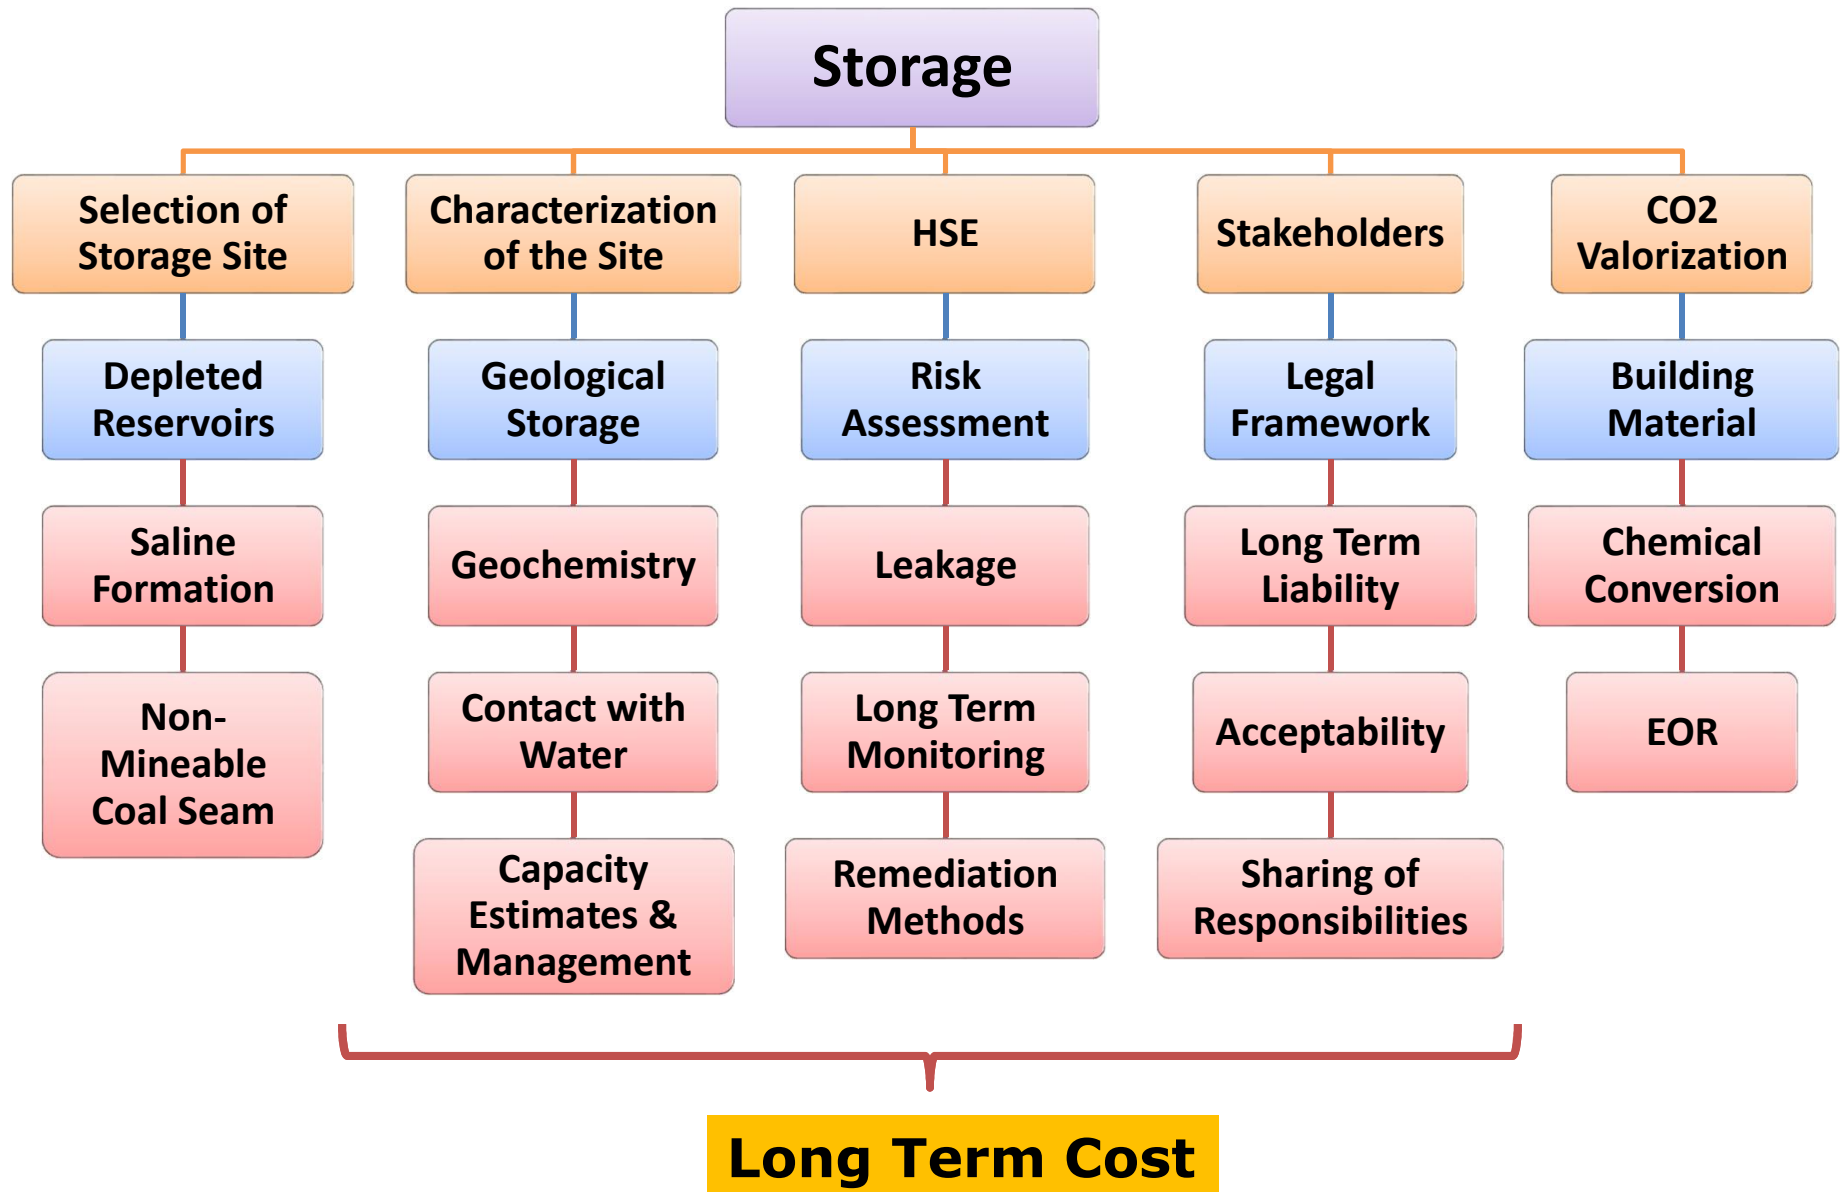 Storage
Selection of
Storage Site
Characterization
of the Site
HSE
Stakeholders
CO2
Valorization
Depleted
Reservoirs
Geological
Storage
Risk
Assessment
Legal
Framework
Building
Material
Saline
Formation
Geochemistry
Leakage
Long Term
Liability
Chemical
Conversion
Non-
Mineable
Coal Seam
Contact with
Water
Long Term
Monitoring
Acceptability
EOR
Capacity
Estimates &
Management
Remediation
Methods
Sharing of
Responsibilities
Long Term Cost